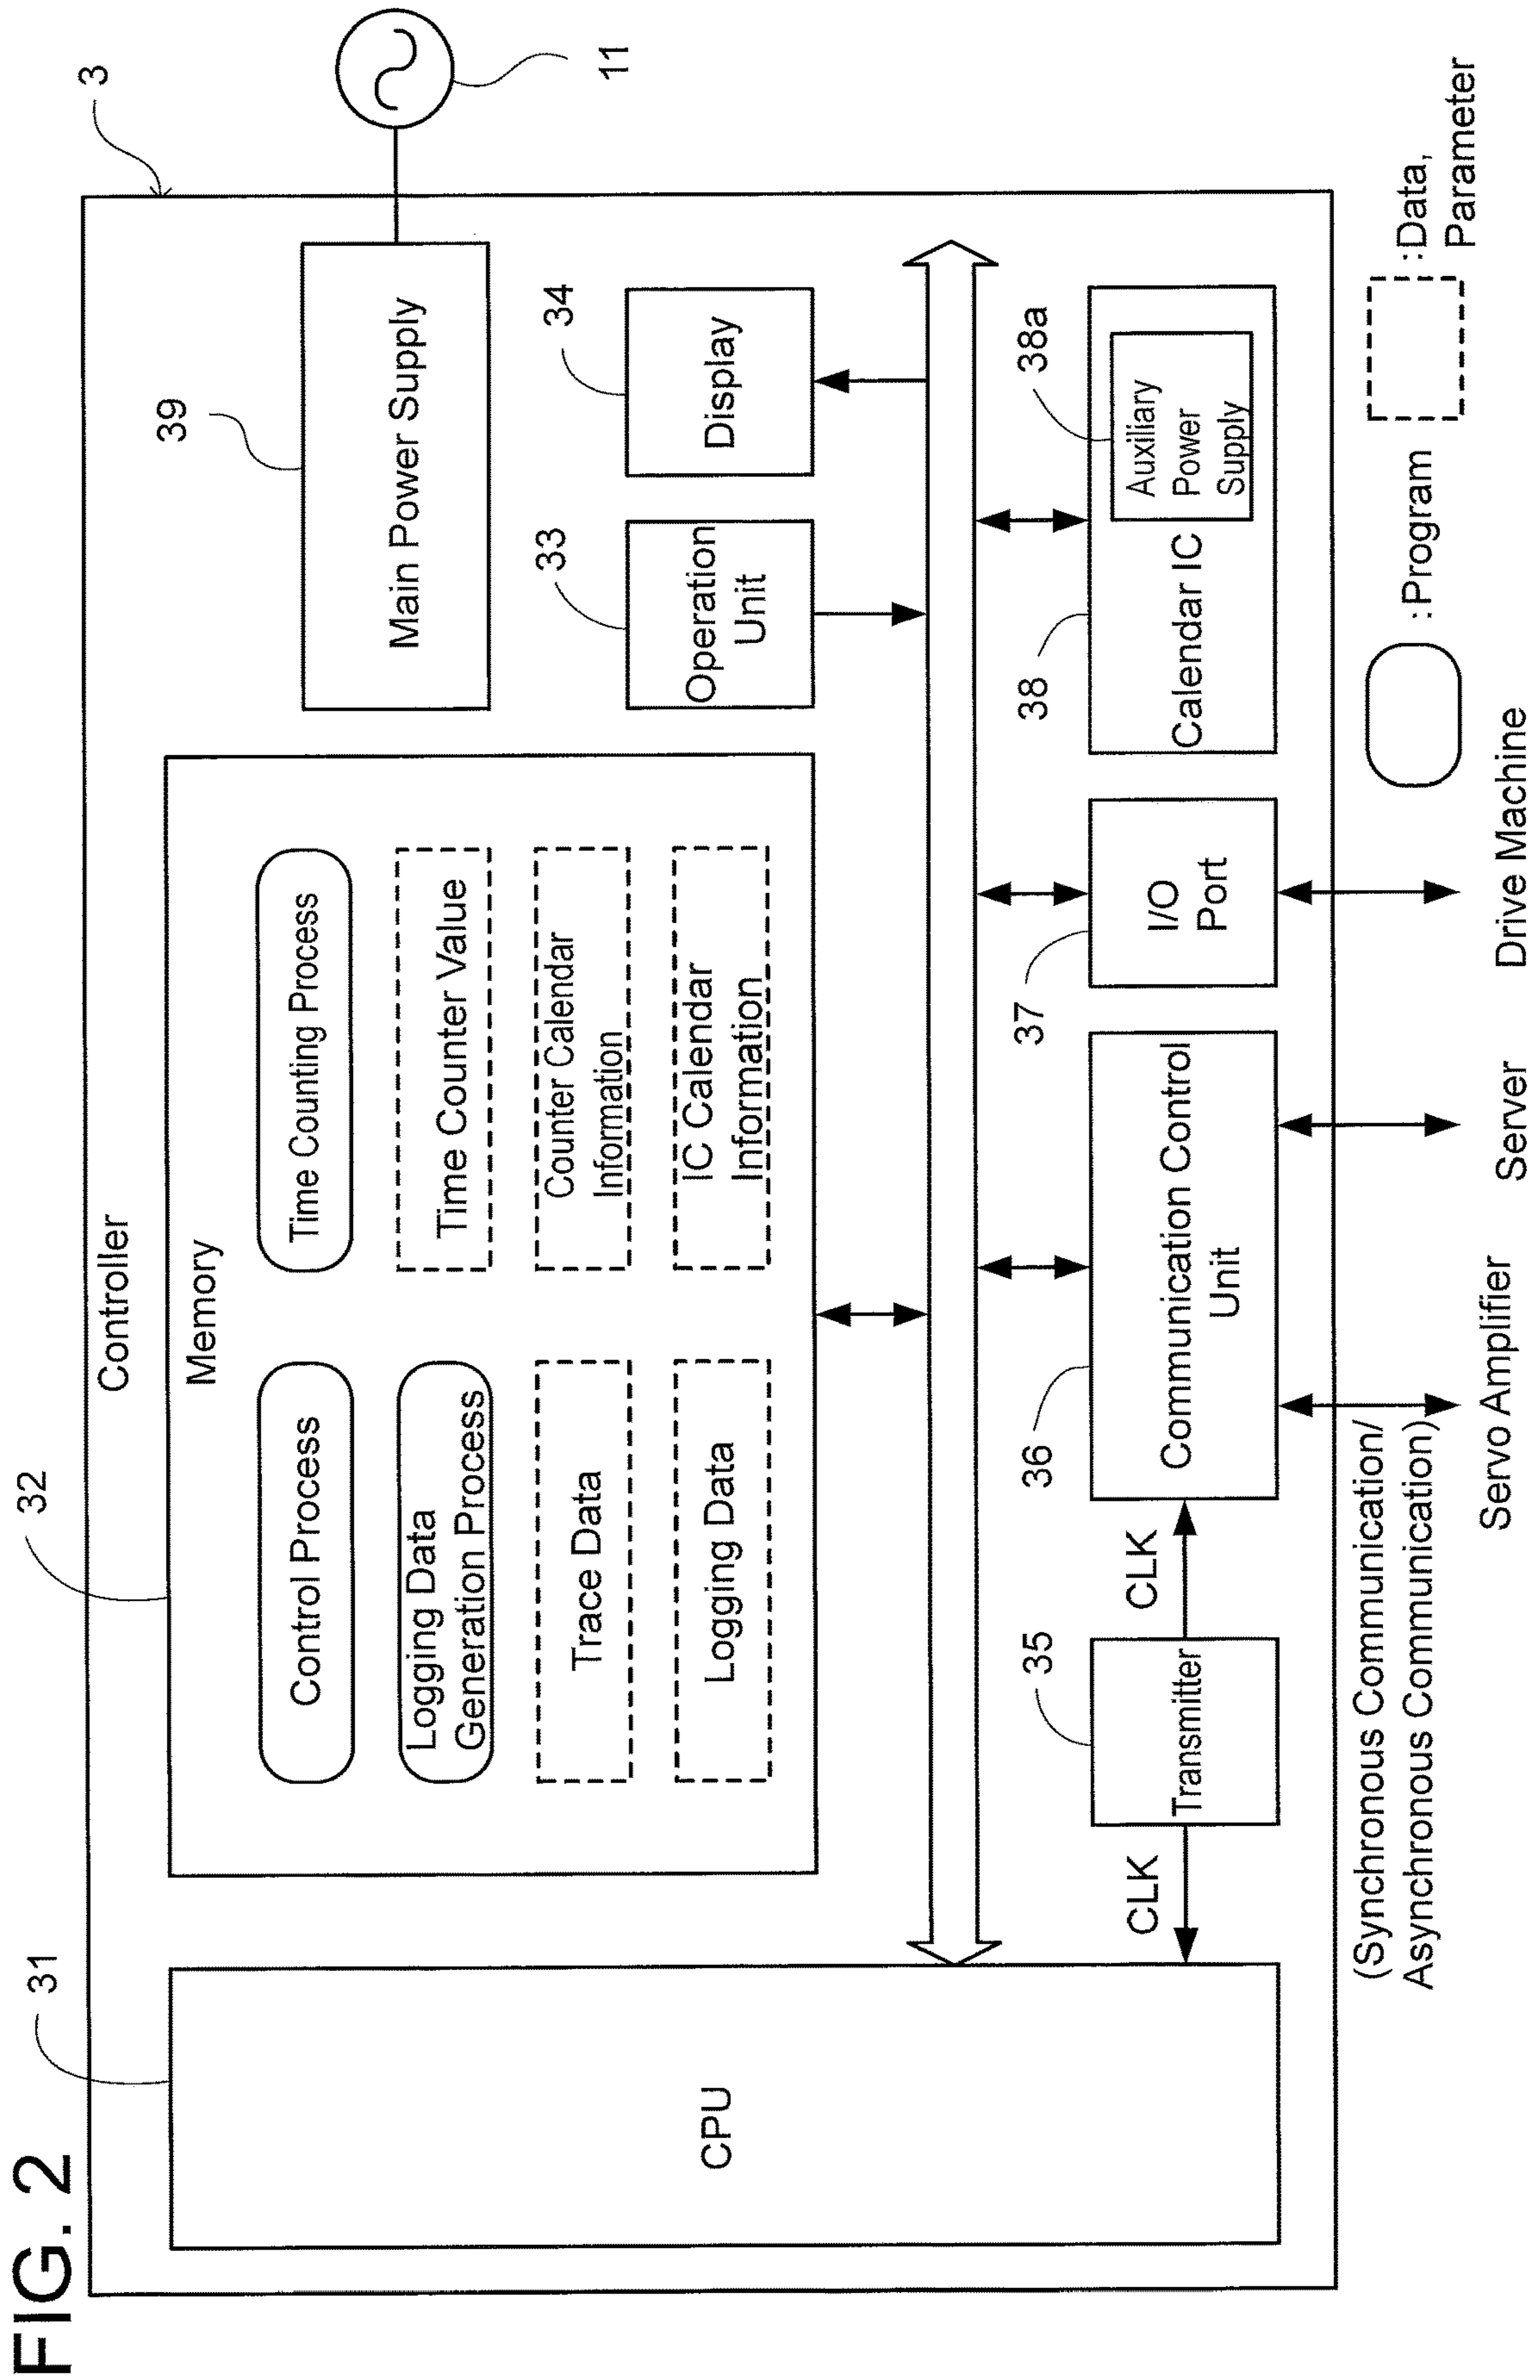 FIG. 2
3
Controller
32
Memory
31
CPU
Control Process
Logging Data
Generation Process
Trace Data
Logging Data
Time Counting Process
Time Counter Value
Counter Calendar
Information
IC Calendar
Information
39
Main Power Supply
11
33
Operation
Unit
34
Display
35
Transmitter
CLK
CLK
36
Communication Control
Unit
37
I/O
Port
38
Calendar IC
38a
Auxiliary
Power
Supply
(Synchronous Communication/
Asynchronous Communication)
Servo Amplifier
Server
Drive Machine
:Program
:Data,
Parameter